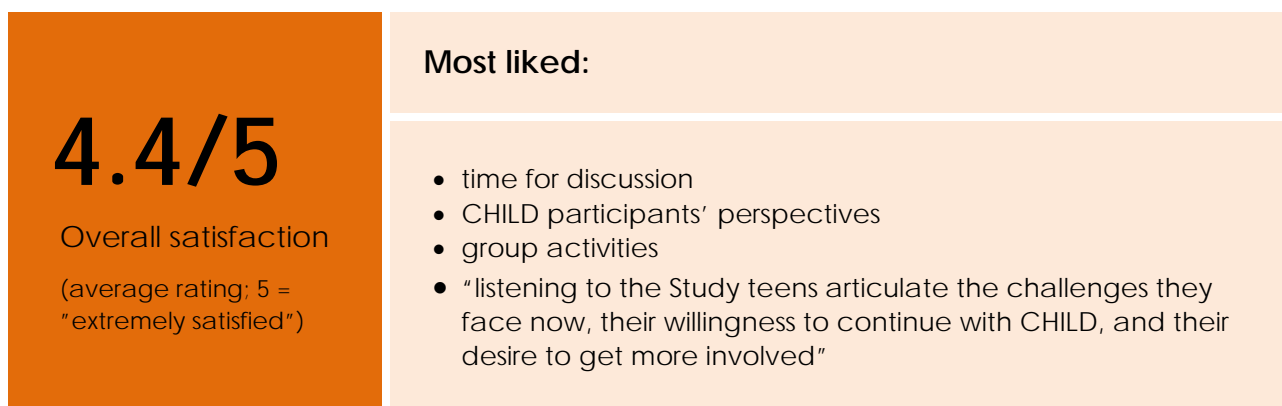 4.4/5
Overall satisfaction
(average rating; 5 =
"extremely satisfied")
Most liked:
• time for discussion
• CHILD participants' perspectives
• group activities
• "listening to the Study teens articulate the challenges they
face now, their willingness to continue with CHILD, and their
desire to get more involved"